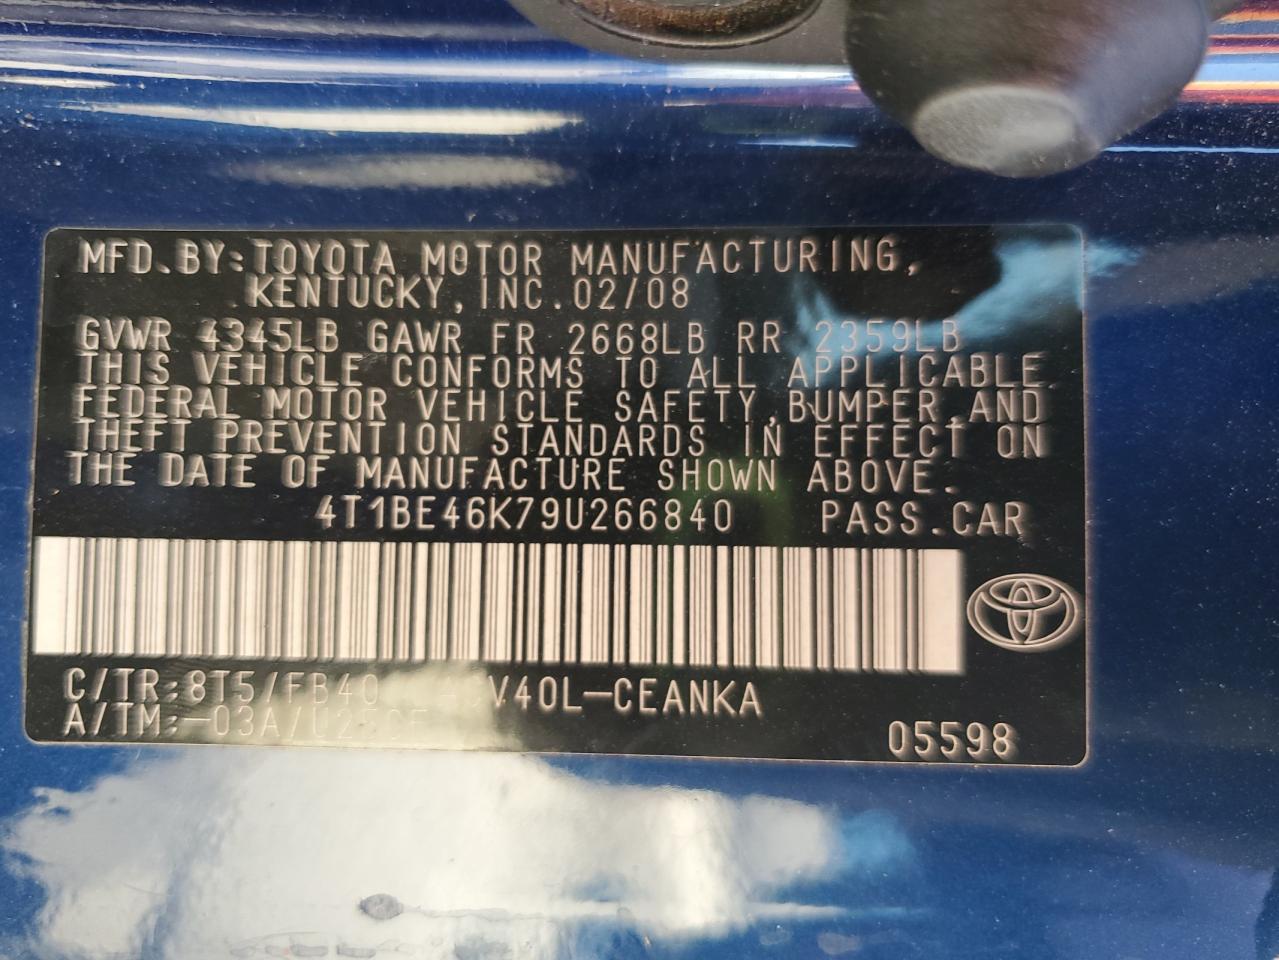 MFD.BY:TOYOTA MOTOR MANUFACTURING,
KENTUCKY, INC. 02/08
GVWR 4345LB GAWR FR 2668LB RR 2359LB
THIS VEHICLE CONFORMS TO ALL APPLICABLE
FEDERAL MOTOR VEHICLE SAFETY,BUMPER,AND
THEFT PREVENTION STANDARDS IN EFFECT ON
THE DATE OF MANUFACTURE SHOWN ABOVE.
4T1BE46K79U266840 PASS.CAR
C/TR:8T5/FB40
A/TM:-03A/
05598